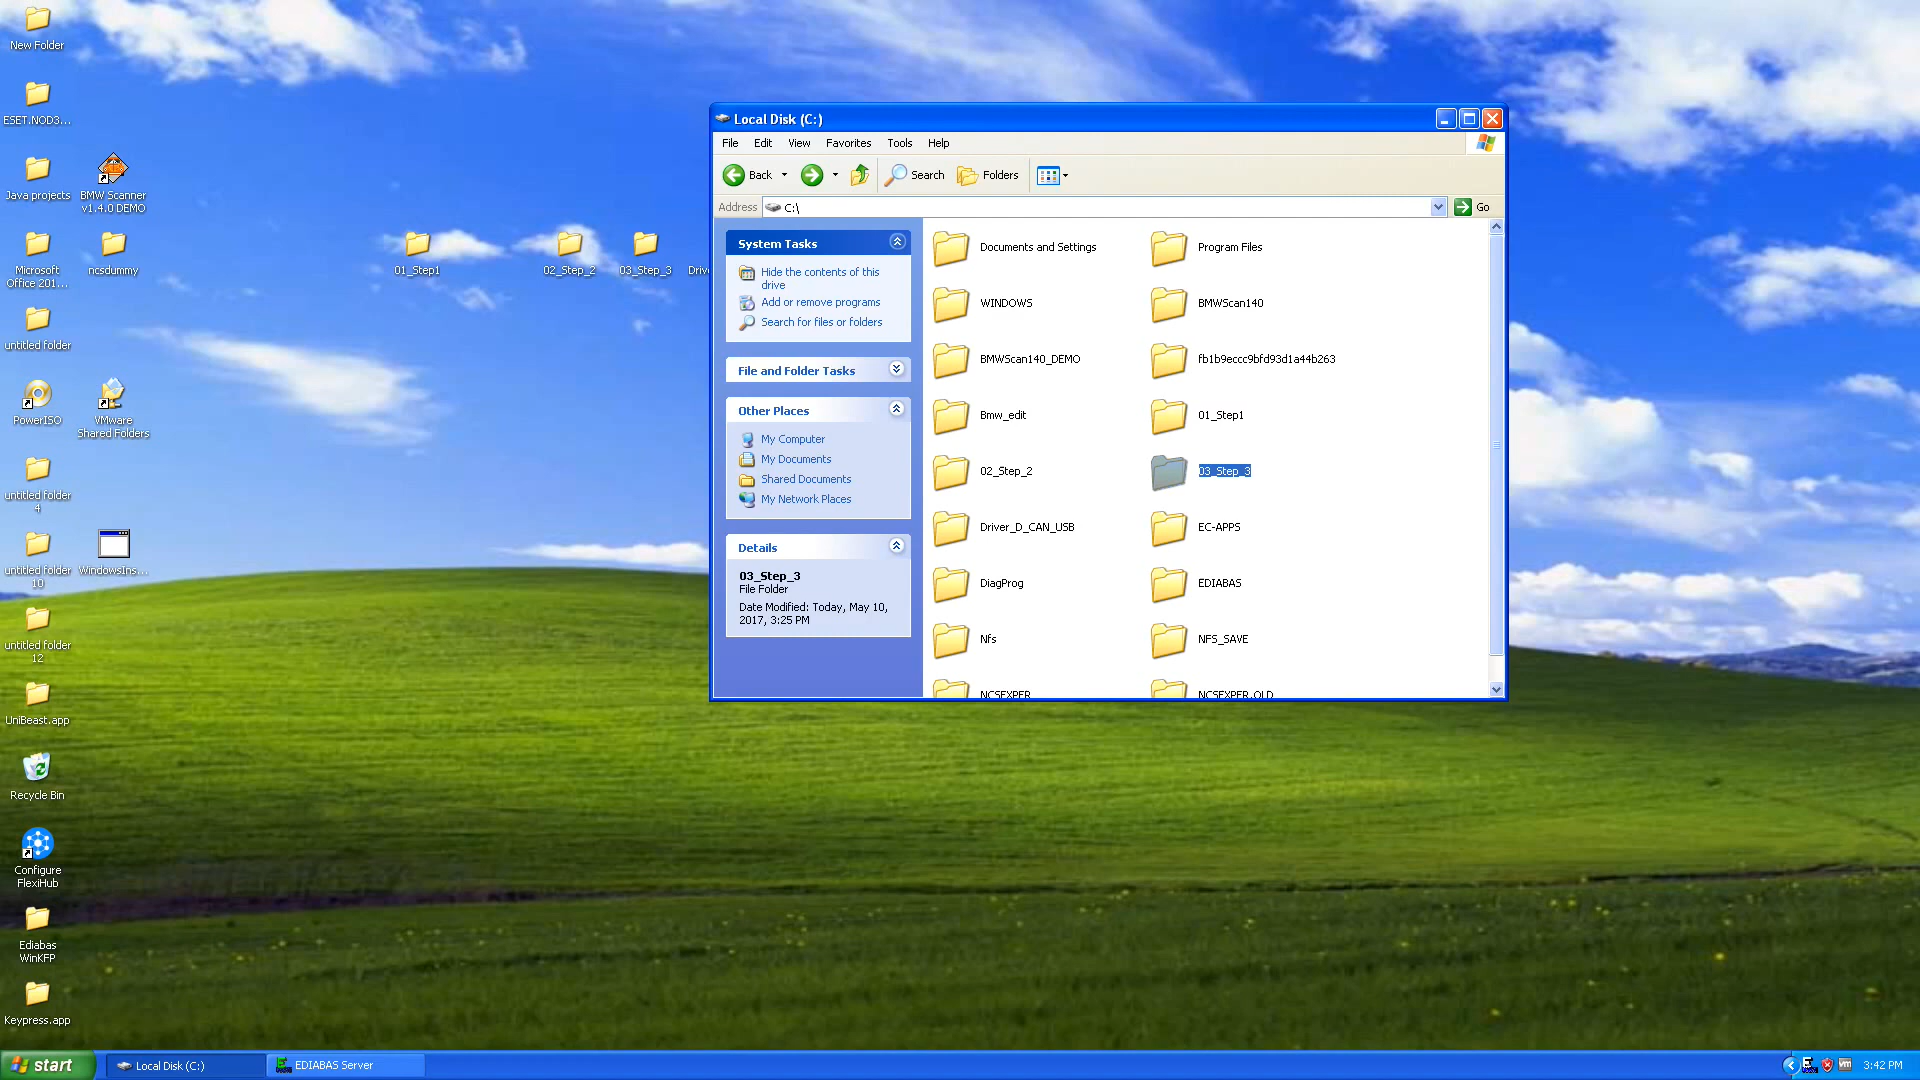 New Folder
ESET.NOD3...
Java projects
BMW Scanner
v1.4.0 DEMO
Microsoft
Office 201...
ncsdummy
01_Step1
02_Step_2
03_Step_3
untitled folder
PowerISO
VMware
Shared Folders
untitled folder
4
untitled folder
10
WindowsIns...
untitled folder
12
UniBeast.app
Recycle Bin
Configure
FlexiHub
Ediabas
WinKFP
Keypress.app
Local Disk (C:)
File Edit View Favorites Tools Help
Back Search Folders
Address C:\ Go
System Tasks
Hide the contents of this
drive
Add or remove programs
Search for files or folders
File and Folder Tasks
Other Places
My Computer
My Documents
Shared Documents
My Network Places
Details
03_Step_3
File Folder
Date Modified: Today, May 10,
2017, 3:25 PM
Documents and Settings Program Files
WINDOWS BMWScan140
BMWScan140_DEMO fb1b9eccc9bfd93d1a44b263
Bmw_edit 01_Step1
02_Step_2 03_Step_3
Driver_D_CAN_USB EC-APPS
DiagProg EDIABAS
Nfs NFS_SAVE
NCSEXPER NCSEXPER.OLD
start Local Disk (C:) EDIABAS Server 3:42 PM